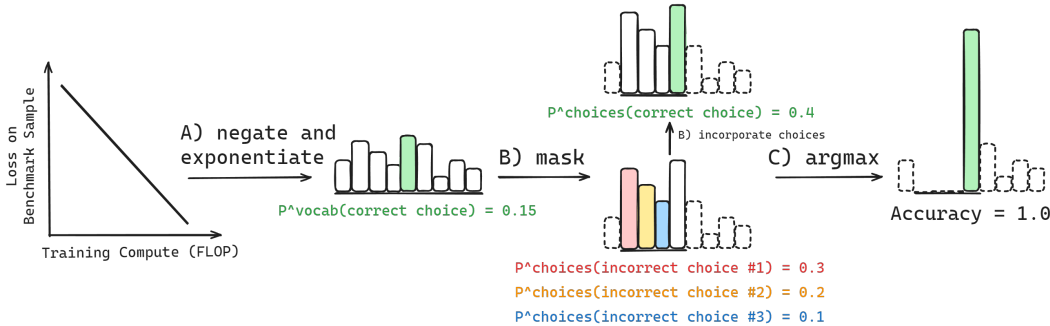 Loss on
Benchmark Sample
Training Compute (FLOP)
A) negate and
exponentiate
P^vocab(correct choice) = 0.15
B) mask
P^choices(correct choice) = 0.4
B) incorporate choices
P^choices(incorrect choice #1) = 0.3
P^choices(incorrect choice #2) = 0.2
P^choices(incorrect choice #3) = 0.1
C) argmax
Accuracy = 1.0